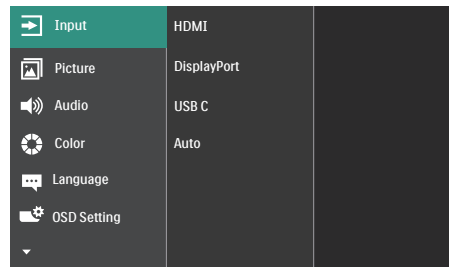 Input
Picture
Audio
Color
Language
OSD Setting
HDMI
DisplayPort
USB C
Auto